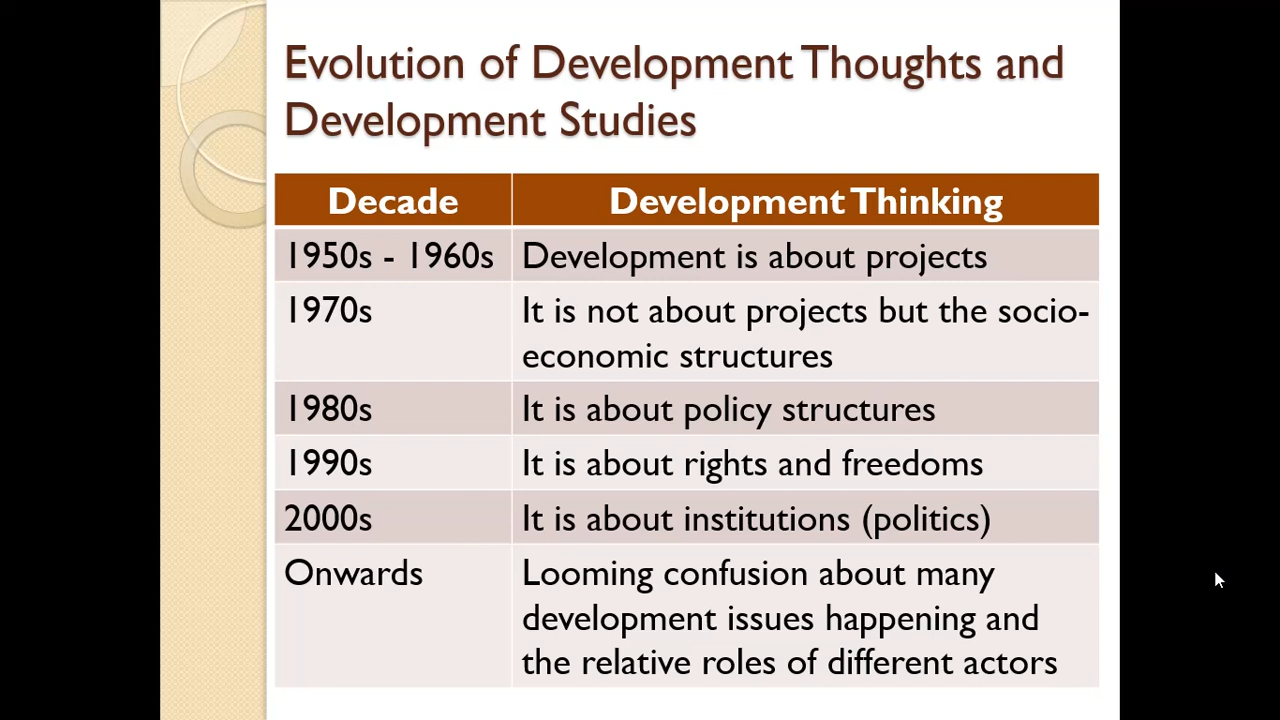 Evolution of Development Thoughts and
Development Studies
Decade Development Thinking
1950s - 1960s Development is about projects
1970s It is not about projects but the socio-
economic structures
1980s It is about policy structures
1990s It is about rights and freedoms
2000s It is about institutions (politics)
Onwards Looming confusion about many
development issues happening and
the relative roles of different actors